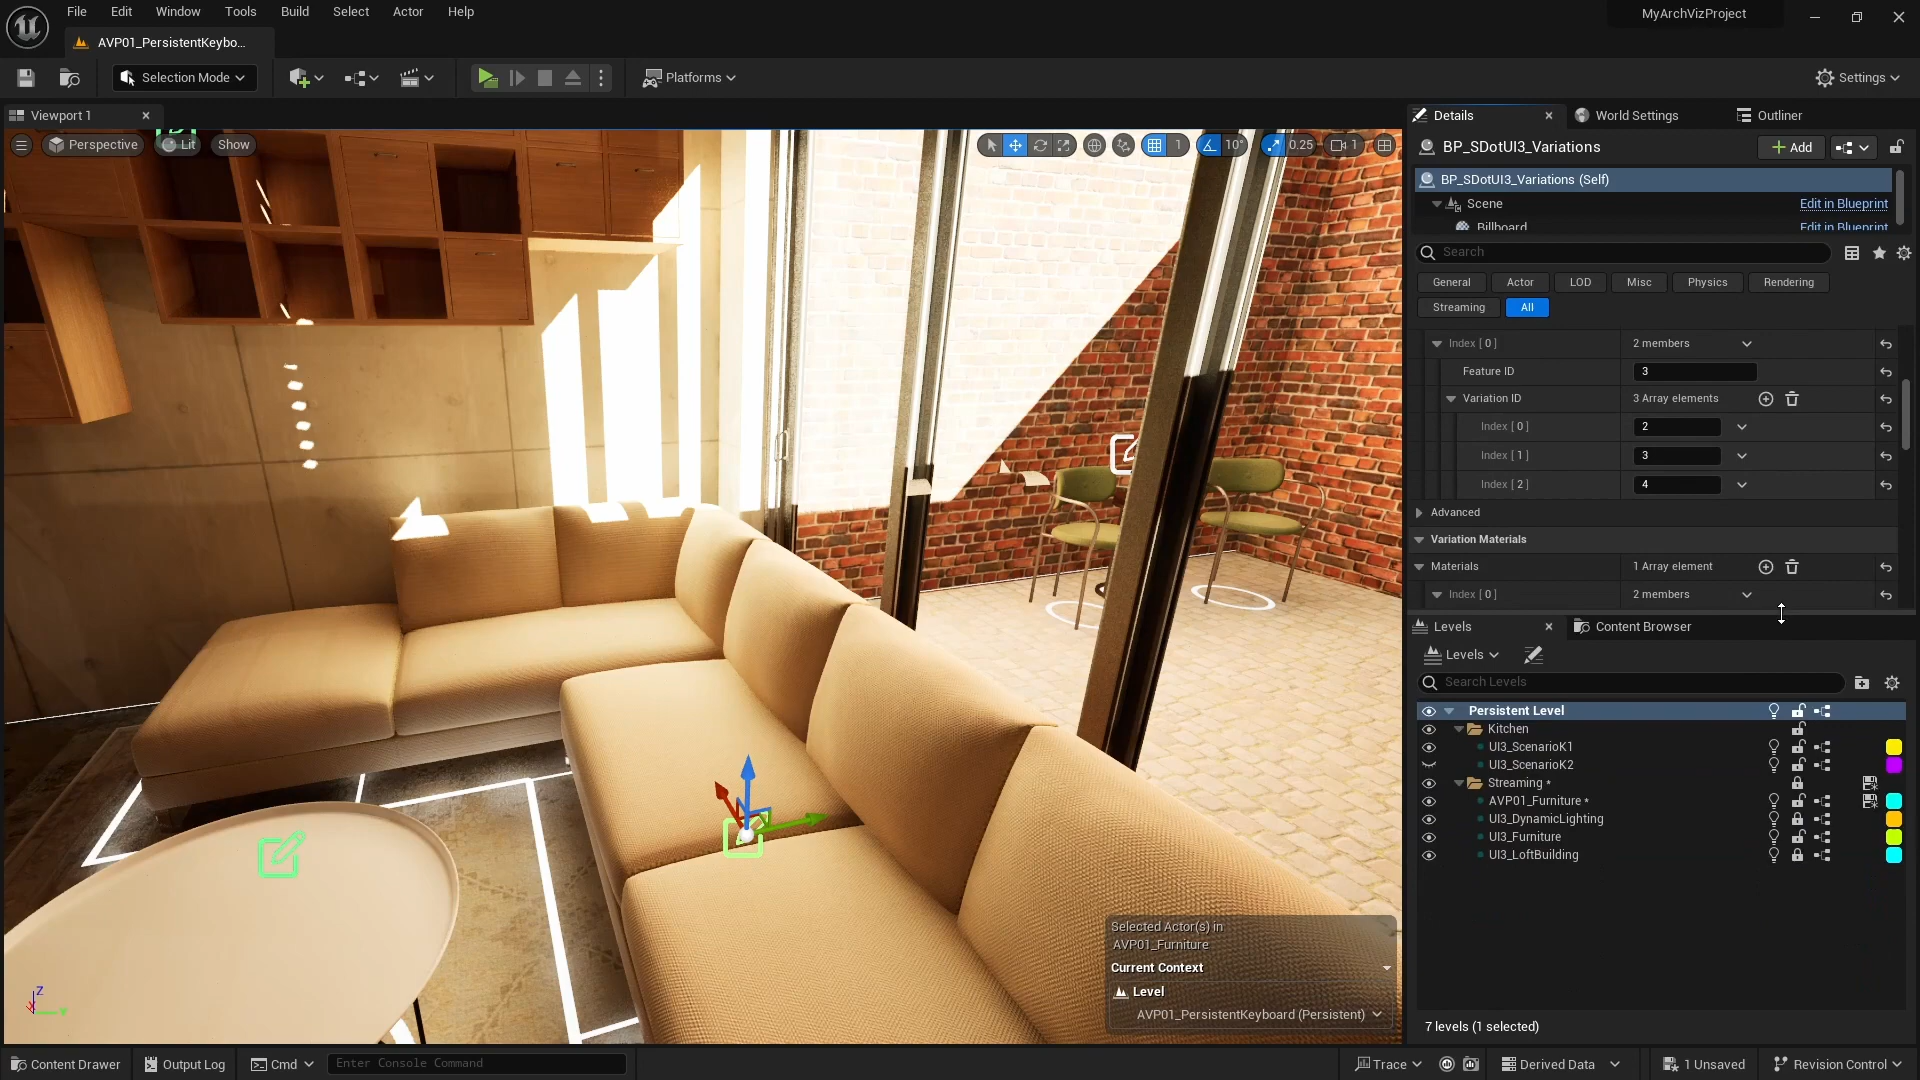 File Edit Window Tools Build Select Actor Help
MyArchVizProject
AVP01_PersistentKeybo...
Selection Mode
Platforms
Settings
Viewport 1
Perspective Lit Show
1 10° 0.25 1
Details World Settings Outliner
BP_SDotUI3_Variations
Add
BP_SDotUI3_Variations (Self)
Scene Edit in Blueprint
Billboard Edit in Blueprint
Search
General Actor LOD Misc Physics Rendering
Streaming All
Index [ 0 ] 2 members
Feature ID 3
Variation ID 3 Array elements
Index [ 0 ] 2
Index [ 1 ] 3
Index [ 2 ] 4
Advanced
Variation Materials
Materials 1 Array element
Index [ 0 ] 2 members
Levels Content Browser
Levels
Search Levels
Persistent Level
Kitchen
UI3_ScenarioK1
UI3_ScenarioK2
Streaming *
AVP01_Furniture *
UI3_DynamicLighting
UI3_Furniture
UI3_LoftBuilding
7 levels (1 selected)
Selected Actor(s) in
AVP01_Furniture
Current Context
Level
AVP01_PersistentKeyboard (Persistent)
Z
Content Drawer Output Log Cmd Enter Console Command
Trace Derived Data 1 Unsaved Revision Control